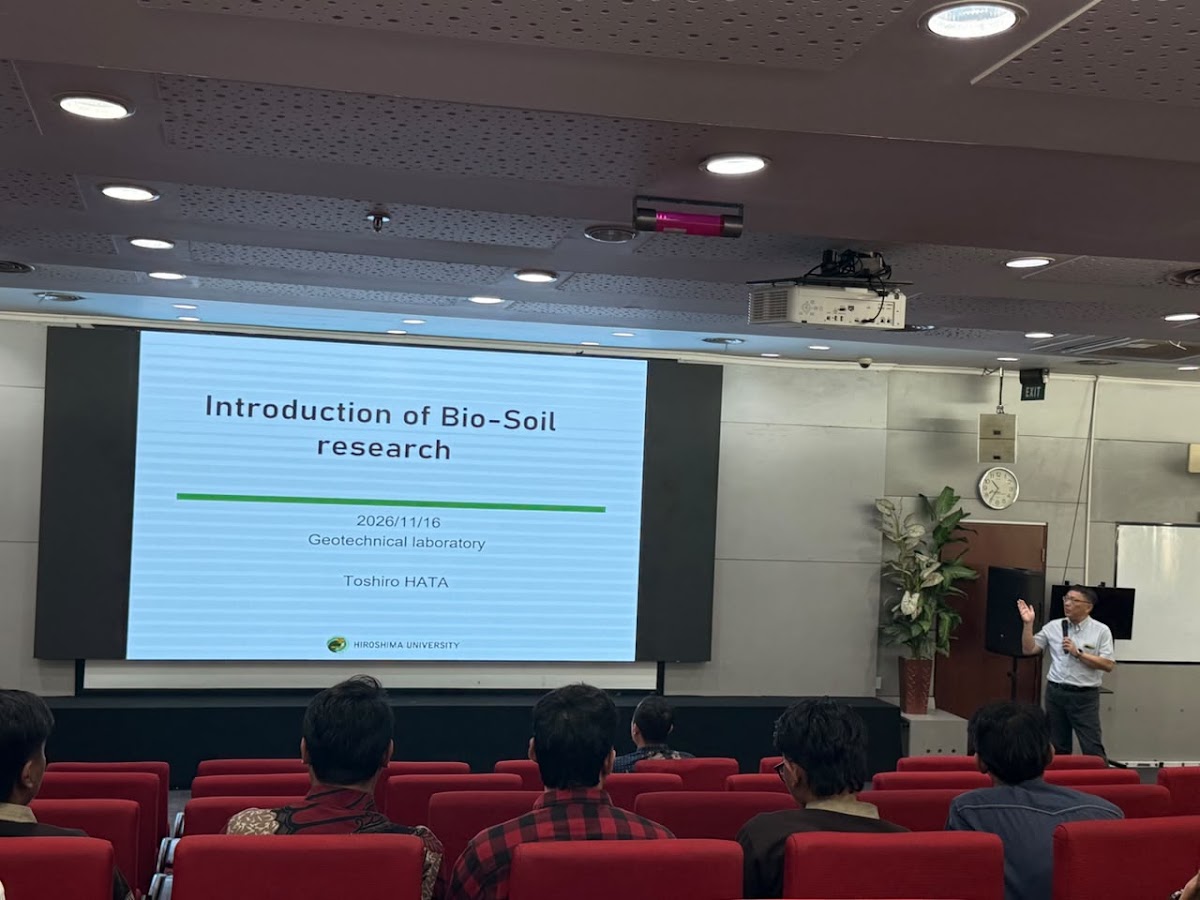 Introduction of Bio-Soil
research
2026/11/16
Geotechnical laboratory
Toshiro HATA
HIROSHIMA UNIVERSITY
EXIT